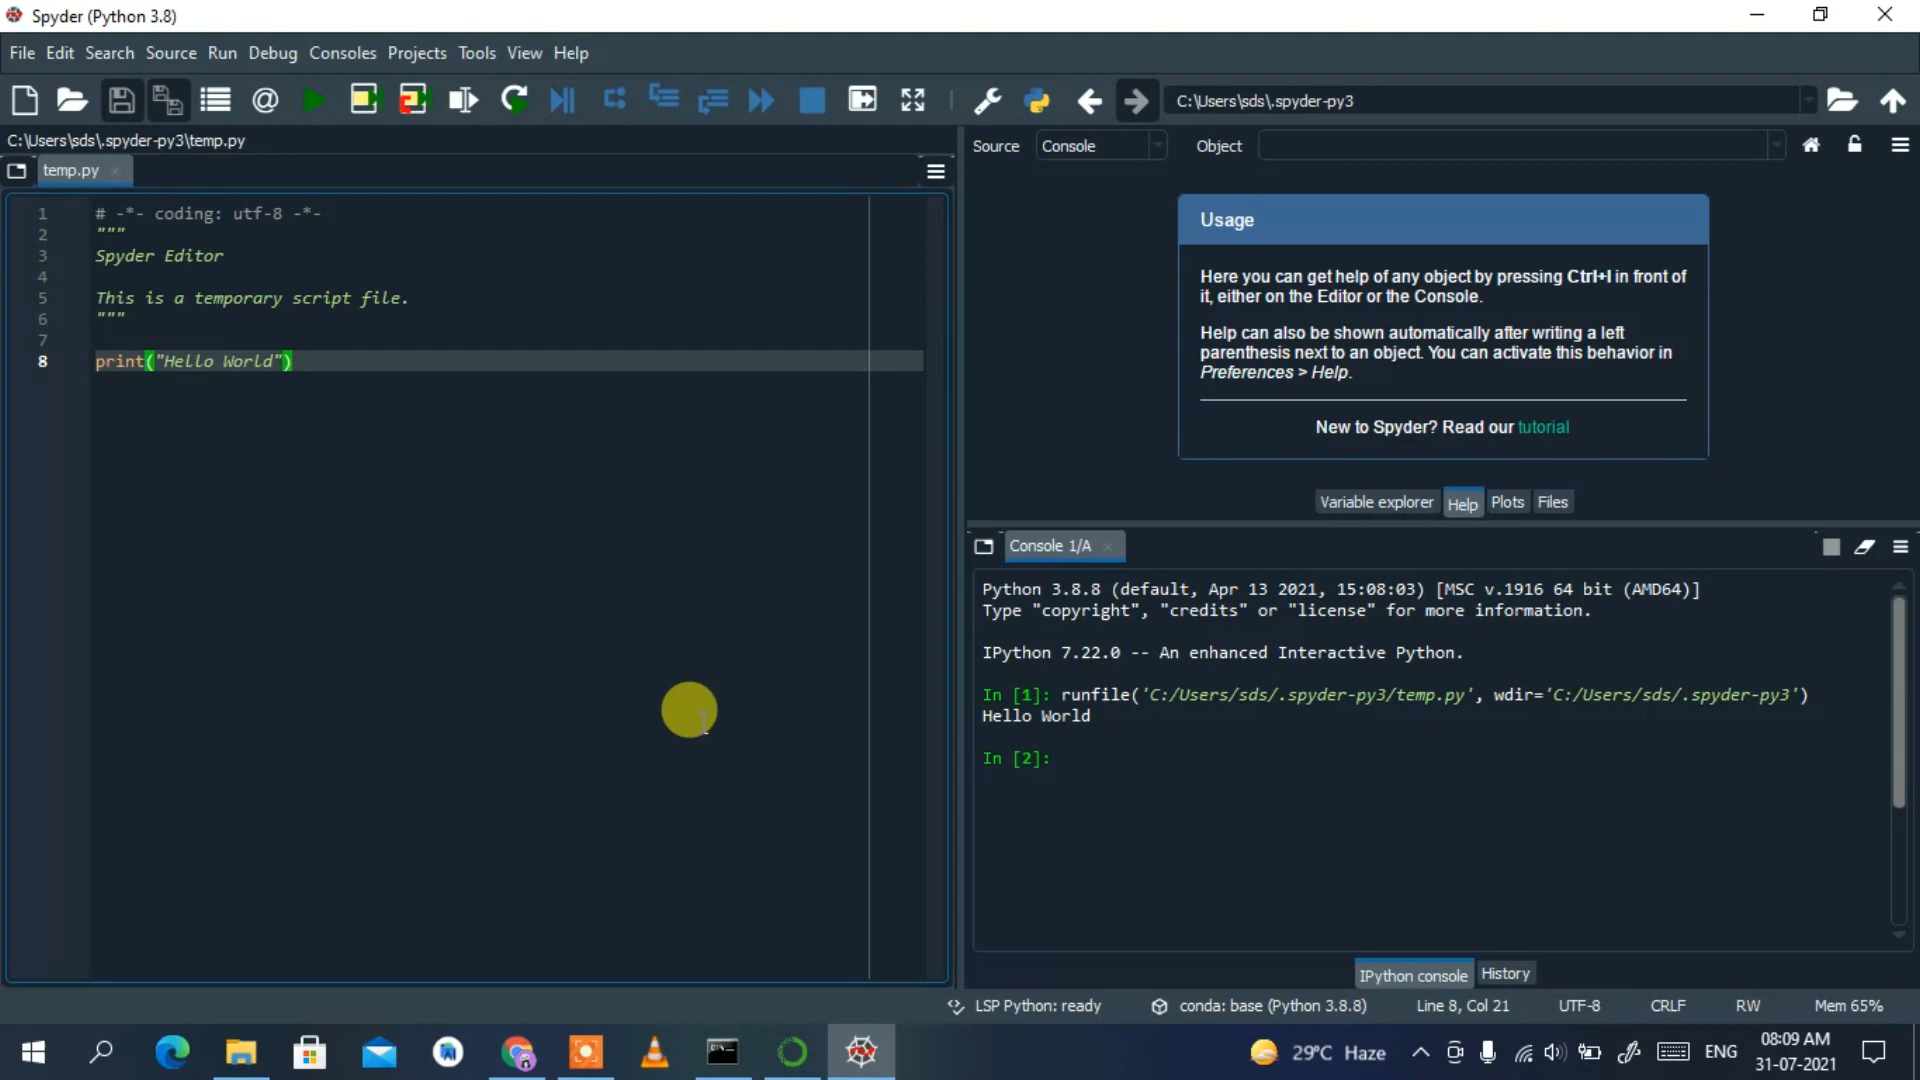 Spyder (Python 3.8)
File Edit Search Source Run Debug Consoles Projects Tools View Help
C:\Users\sds\.spyder-py3
C:\Users\sds\.spyder-py3\temp.py
temp.py
1 # -*- coding: utf-8 -*-
2 """
3 Spyder Editor
4
5 This is a temporary script file.
6 """
7
8 print("Hello World")
Source Console Object
Usage
Here you can get help of any object by pressing Ctrl+I in front of
it, either on the Editor or the Console.
Help can also be shown automatically after writing a left
parenthesis next to an object. You can activate this behavior in
Preferences > Help.
New to Spyder? Read our tutorial
Variable explorer Help Plots Files
Console 1/A
Python 3.8.8 (default, Apr 13 2021, 15:08:03) [MSC v.1916 64 bit (AMD64)]
Type "copyright", "credits" or "license" for more information.
IPython 7.22.0 -- An enhanced Interactive Python.
In [1]: runfile('C:/Users/sds/.spyder-py3/temp.py', wdir='C:/Users/sds/.spyder-py3')
Hello World
In [2]:
IPython console History
LSP Python: ready conda: base (Python 3.8.8) Line 8, Col 21 UTF-8 CRLF RW Mem 65%
29°C Haze ENG 08:09 AM
31-07-2021